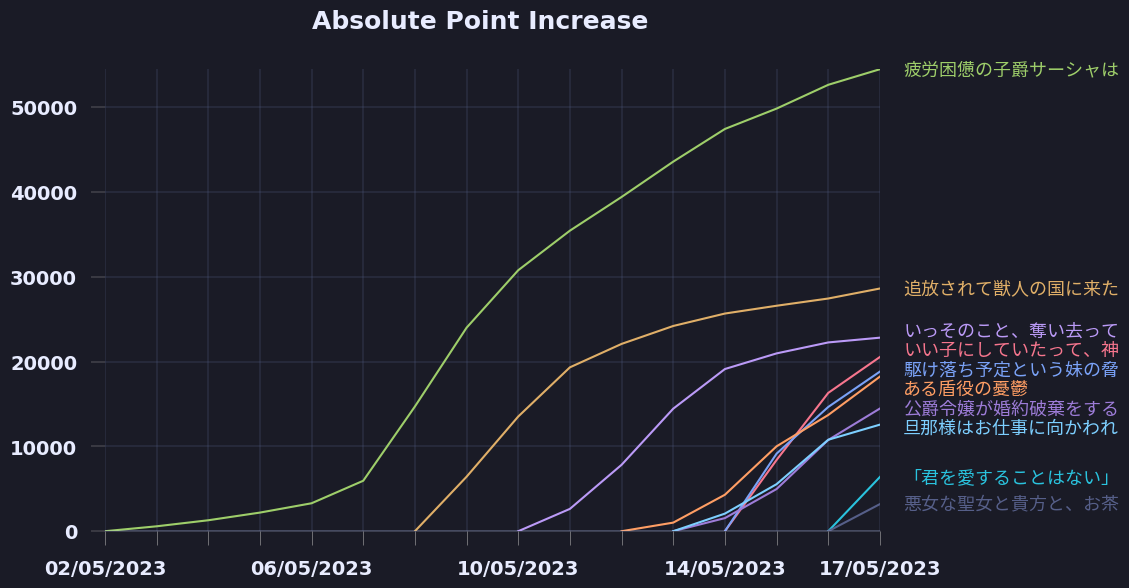 Absolute Point Increase
50000
40000
30000
20000
10000
0
02/05/2023
06/05/2023
10/05/2023
14/05/2023
17/05/2023
疲労困憊の子爵サーシャは
追放されて獣人の国に来た
いっそのこと、奪い去って
いい子にしていたって、神
駆け落ち予定という妹の脅
ある盾役の憂鬱
公爵令嬢が婚約破棄をする
旦那様はお仕事に向かわれ
「君を愛することはない」
悪女な聖女と貴方と、お茶